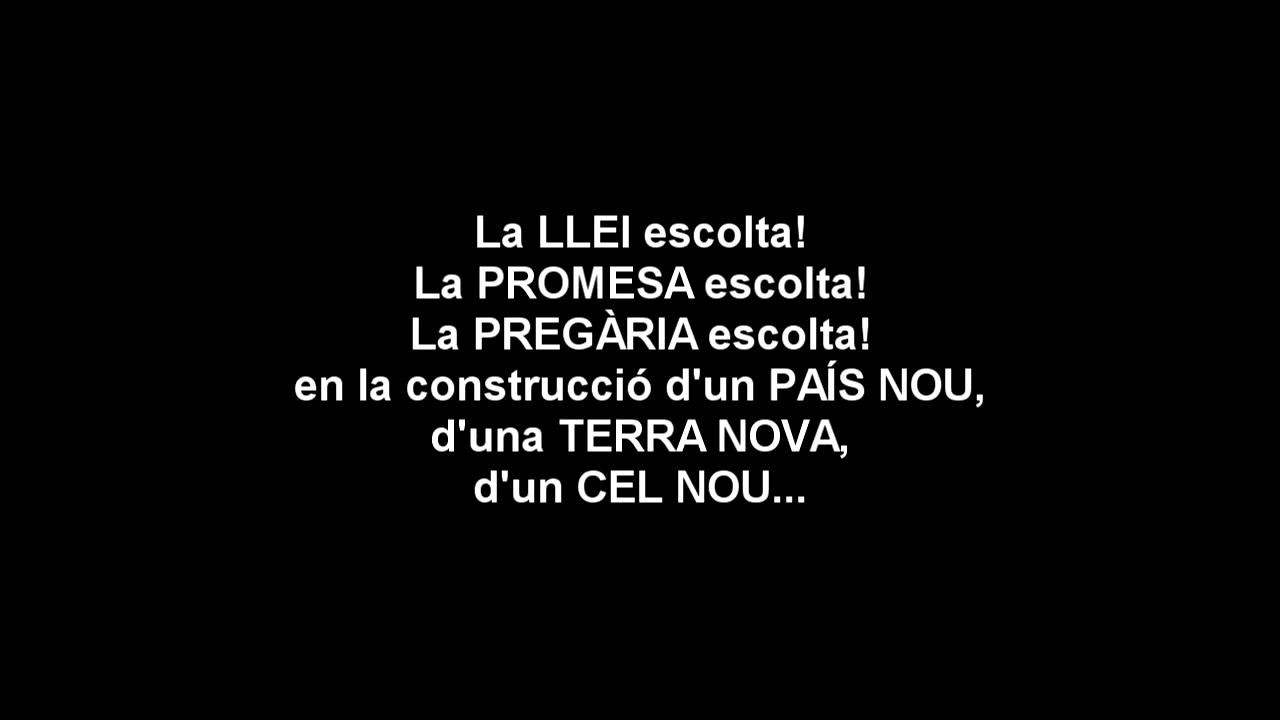 La LLEI escolta!
La PROMESA escolta!
La PREGÀRIA escolta!
en la construcció d'un PAÍS NOU,
d'una TERRA NOVA,
d'un CEL NOU...